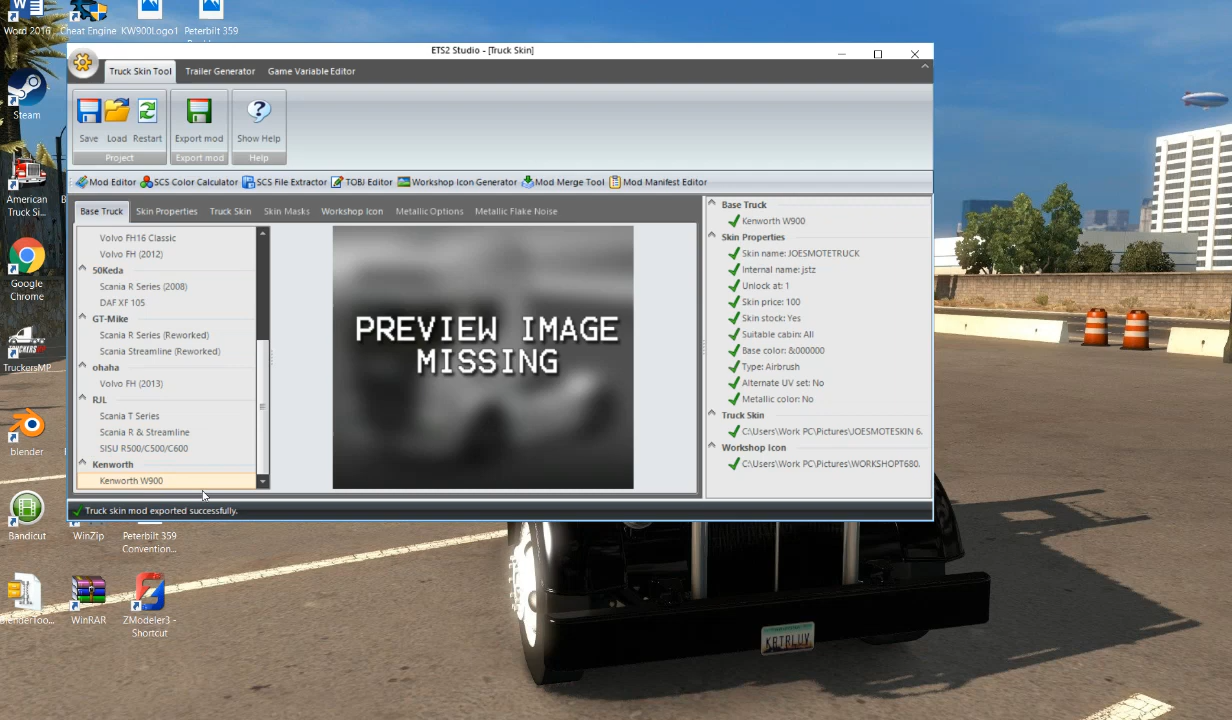 Word 2016
Cheat Engine
KW900Logo1
Peterbilt 359
ETS2 Studio - [Truck Skin]
Truck Skin Tool
Trailer Generator
Game Variable Editor
Save
Load
Restart
Export mod
Show Help
Project
Export mod
Help
Mod Editor
SCS Color Calculator
SCS File Extractor
TOBJ Editor
Workshop Icon Generator
Mod Merge Tool
Mod Manifest Editor
Base Truck
Skin Properties
Truck Skin
Skin Masks
Workshop Icon
Metallic Options
Metallic Flake Noise
Volvo FH16 Classic
Volvo FH (2012)
50Keda
Scania R Series (2008)
DAF XF 105
GT-Mike
Scania R Series (Reworked)
Scania Streamline (Reworked)
ohaha
Volvo FH (2013)
RJL
Scania T Series
Scania R & Streamline
SISU R500/C500/C600
Kenworth
Kenworth W900
PREVIEW IMAGE
MISSING
Base Truck
Kenworth W900
Skin Properties
Skin name: JOESMOTETRUCK
Internal name: jstz
Unlock at: 1
Skin price: 100
Skin stock: Yes
Suitable cabin: All
Base color: &000000
Type: Airbrush
Alternate UV set: No
Metallic color: No
Truck Skin
C:\Users\Work PC\Pictures\JOESMOTESKIN 6.
Workshop Icon
C:\Users\Work PC\Pictures\WORKSHOPT680.
Truck skin mod exported successfully.
Steam
American
Truck Si...
Google
Chrome
TruckersMP
blender
Bandicut
WinZip
Peterbilt 359
Convention...
BlenderToo...
WinRAR
ZModeler3 -
Shortcut
KBTRLUV